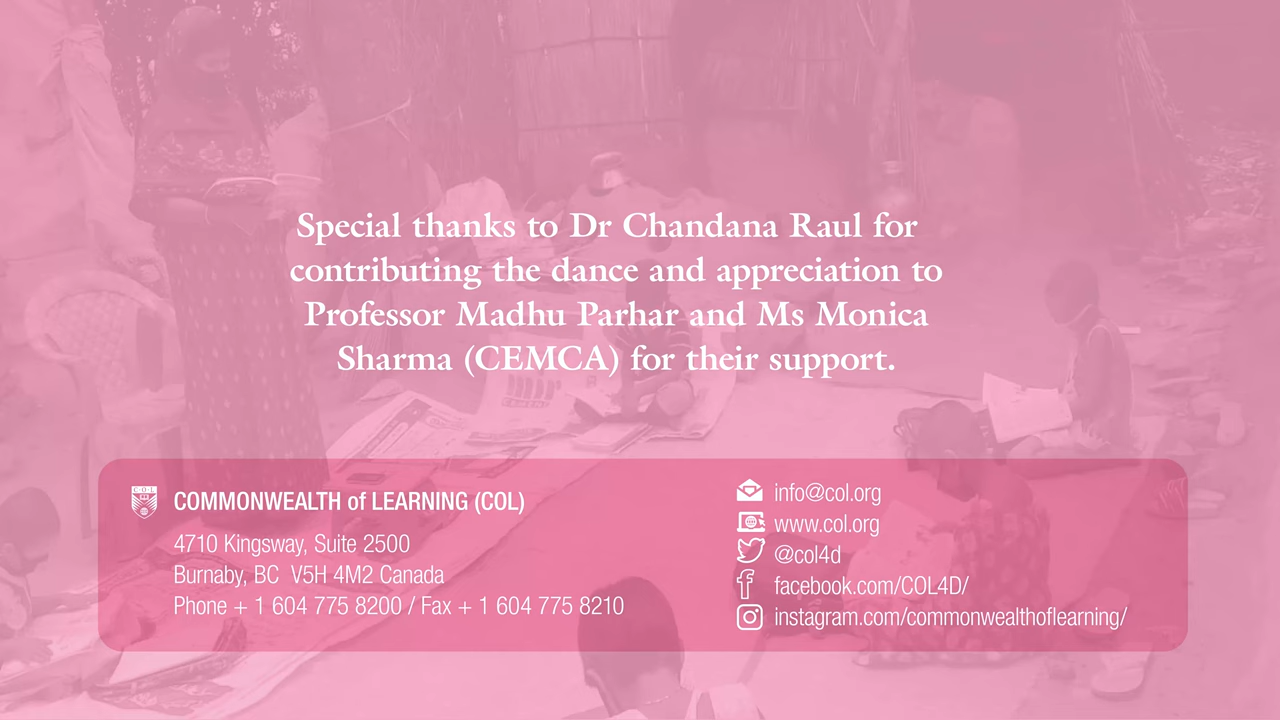 Special thanks to Dr Chandana Raul for
contributing the dance and appreciation to
Professor Madhu Parhar and Ms Monica
Sharma (CEMCA) for their support.
COL
COMMONWEALTH of LEARNING (COL)
4710 Kingsway, Suite 2500
Burnaby, BC V5H 4M2 Canada
Phone + 1 604 775 8200 / Fax + 1 604 775 8210
info@col.org
www.col.org
@col4d
facebook.com/COL4D/
instagram.com/commonwealthoflearning/